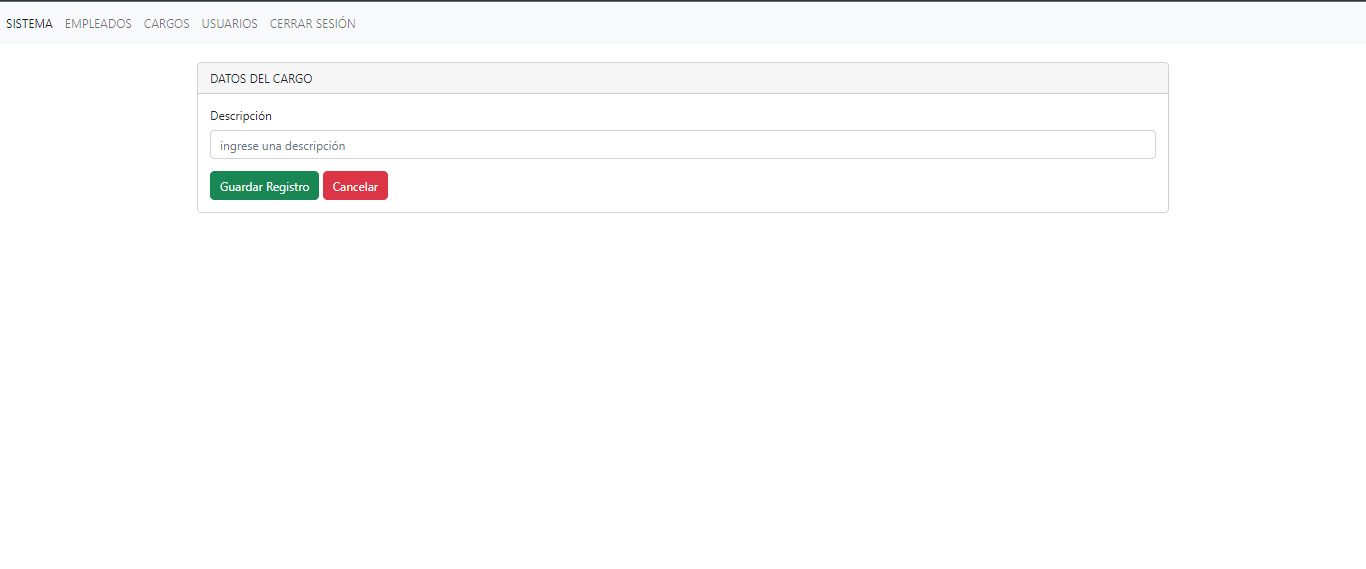 SISTEMA EMPLEADOS CARGOS USUARIOS CERRAR SESIÓN
DATOS DEL CARGO
Descripción
ingrese una descripción
Guardar Registro Cancelar